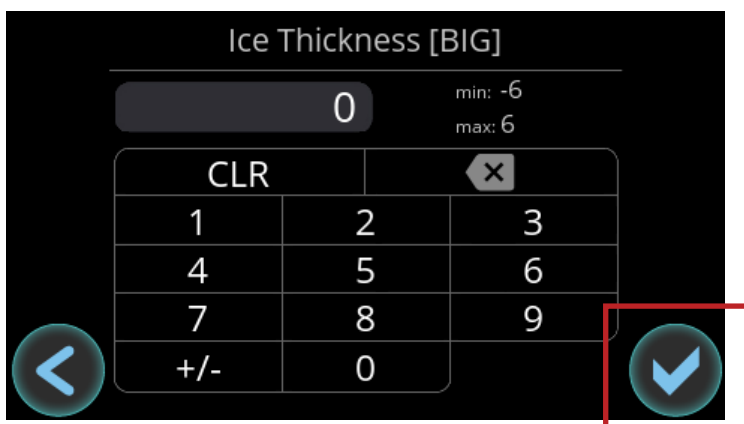 Ice Thickness [BIG]
0
min: -6
max: 6
CLR
1 2 3
4 5 6
7 8 9
+/- 0